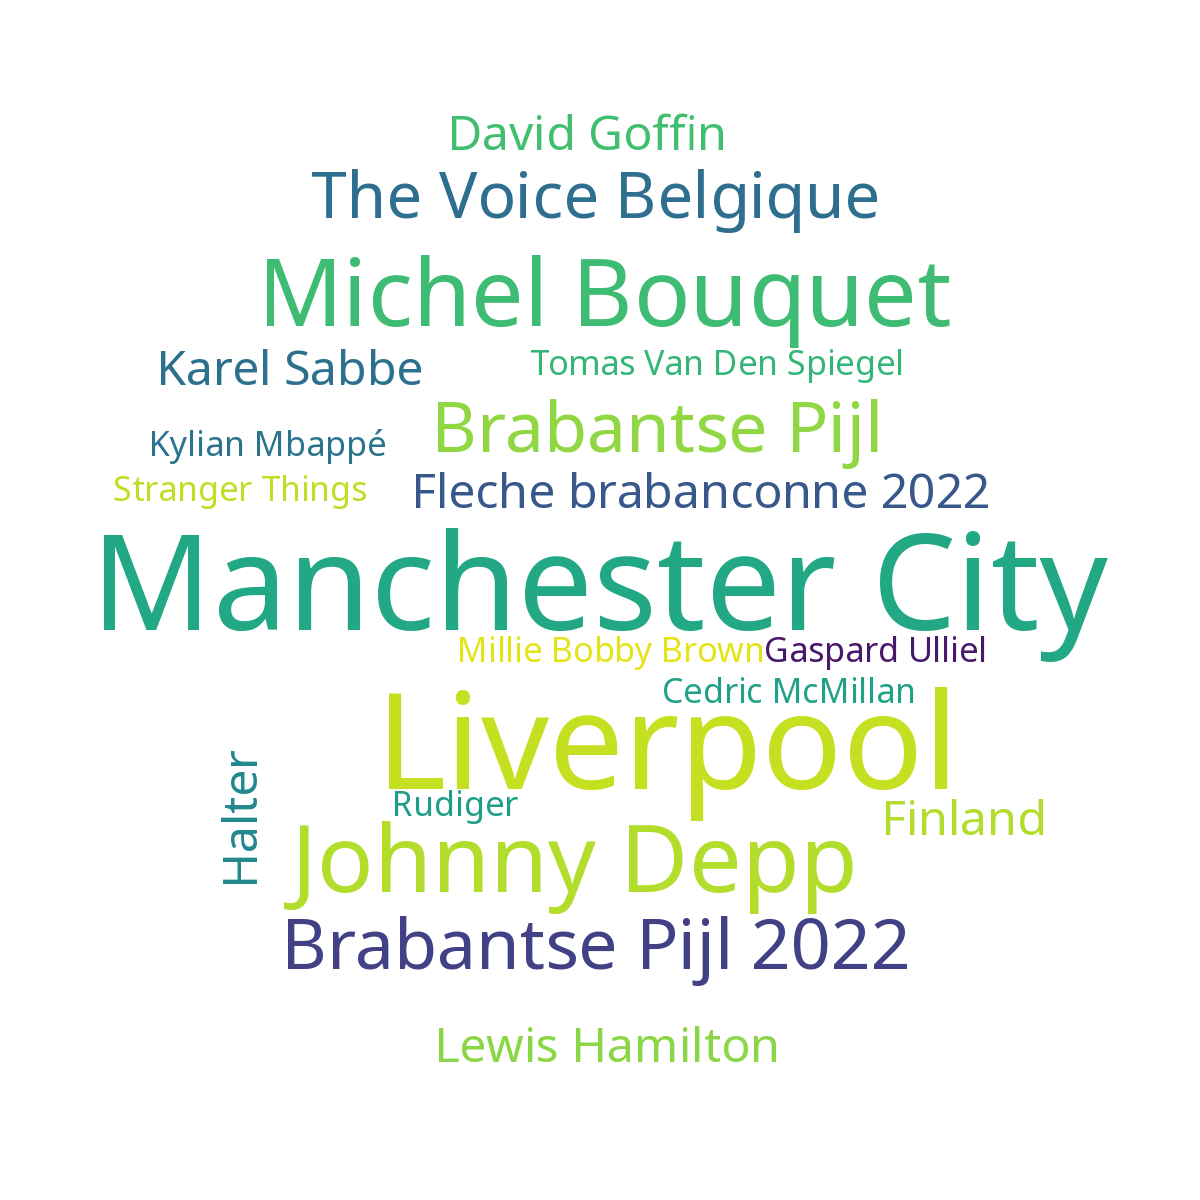 David Goffin
The Voice Belgique
Michel Bouquet
Karel Sabbe
Tomas Van Den Spiegel
Brabantse Pijl
Kylian Mbappé
Stranger Things
Fleche brabanconne 2022
Manchester City
Millie Bobby Brown
Gaspard Ulliel
Cedric McMillan
Liverpool
Halter
Rudiger
Finland
Johnny Depp
Brabantse Pijl 2022
Lewis Hamilton